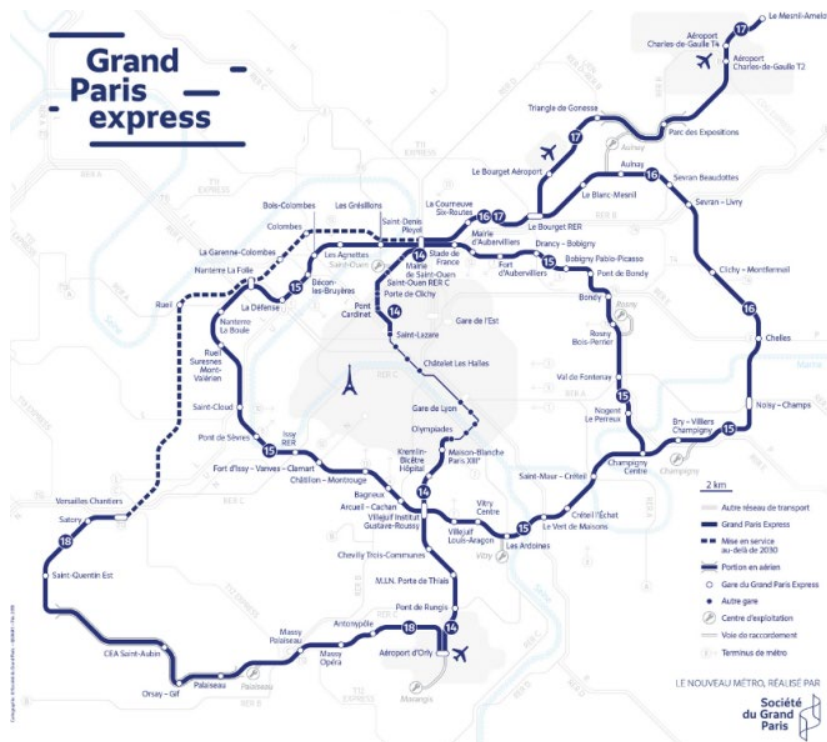 Grand
Paris
express
Le Mesnil-Amelot
17
Aéroport
Charles-de-Gaulle T4
Aéroport
Charles-de-Gaulle T2
Triangle de Gonesse
17
Parc des Expositions
Aulnay
Le Bourget Aéroport
Aulnay
16
Sevran Beaudottes
Le Blanc-Mesnil
Sevran – Livry
La Courneuve
Six-Routes
16
17
Le Bourget RER
Bois-Colombes
Les Grésillons
Saint-Denis
Pleyel
Colombes
Mairie
d'Aubervilliers
Drancy – Bobigny
Stade de
France
Fort
d'Aubervilliers
15
Bobigny Pablo-Picasso
Pont de Bondy
Clichy – Montfermeil
La Garenne-Colombes
Les Agnettes
Saint-Ouen
14
Mairie
de Saint-Ouen
Saint-Ouen RER C
Porte de Clichy
Nanterre La Folie
15
Bécon-
les-Bruyères
La Défense
Rueil
Pont
Cardinet
14
Saint-Lazare
Gare de l'Est
Bondy
Rosny
Rosny
Bois-Perrier
16
Chelles
Nanterre
La Boule
Rueil
Suresnes
Mont-
Valérien
Châtelet Les Halles
Val de Fontenay
15
Noisy – Champs
Saint-Cloud
Gare de Lyon
Nogent
Le Perreux
Olympiades
Bry – Villiers
Champigny
15
Pont de Sèvres
15
Issy
RER
Kremlin-
Bicêtre
Hôpital
Maison-Blanche
Paris XIIIe
Champigny
Centre
Champigny
Fort d'Issy – Vanves – Clamart
Châtillon – Montrouge
Saint-Maur – Créteil
14
Bagneux
Arcueil – Cachan
Villejuif Institut
Gustave-Roussy
Vitry
Centre
Créteil l'Échat
Versailles Chantiers
Satory
Villejuif
Louis-Aragon
15
Le Vert de Maisons
Vitry
Les Ardoines
18
Chevilly Trois-Communes
Saint-Quentin Est
M.I.N. Porte de Thiais
Pont de Rungis
Antonypôle
18
14
Massy
Palaiseau
CEA Saint-Aubin
Massy
Opéra
Aéroport d'Orly
Palaiseau
Palaiseau
Orsay – Gif
Morangis
2 km
Autre réseau de transport
Grand Paris Express
Mise en service
au-delà de 2030
Portion en aérien
Gare du Grand Paris Express
Autre gare
Centre d'exploitation
Voie de raccordement
Terminus de métro
LE NOUVEAU MÉTRO, RÉALISÉ PAR
Société
du Grand
Paris